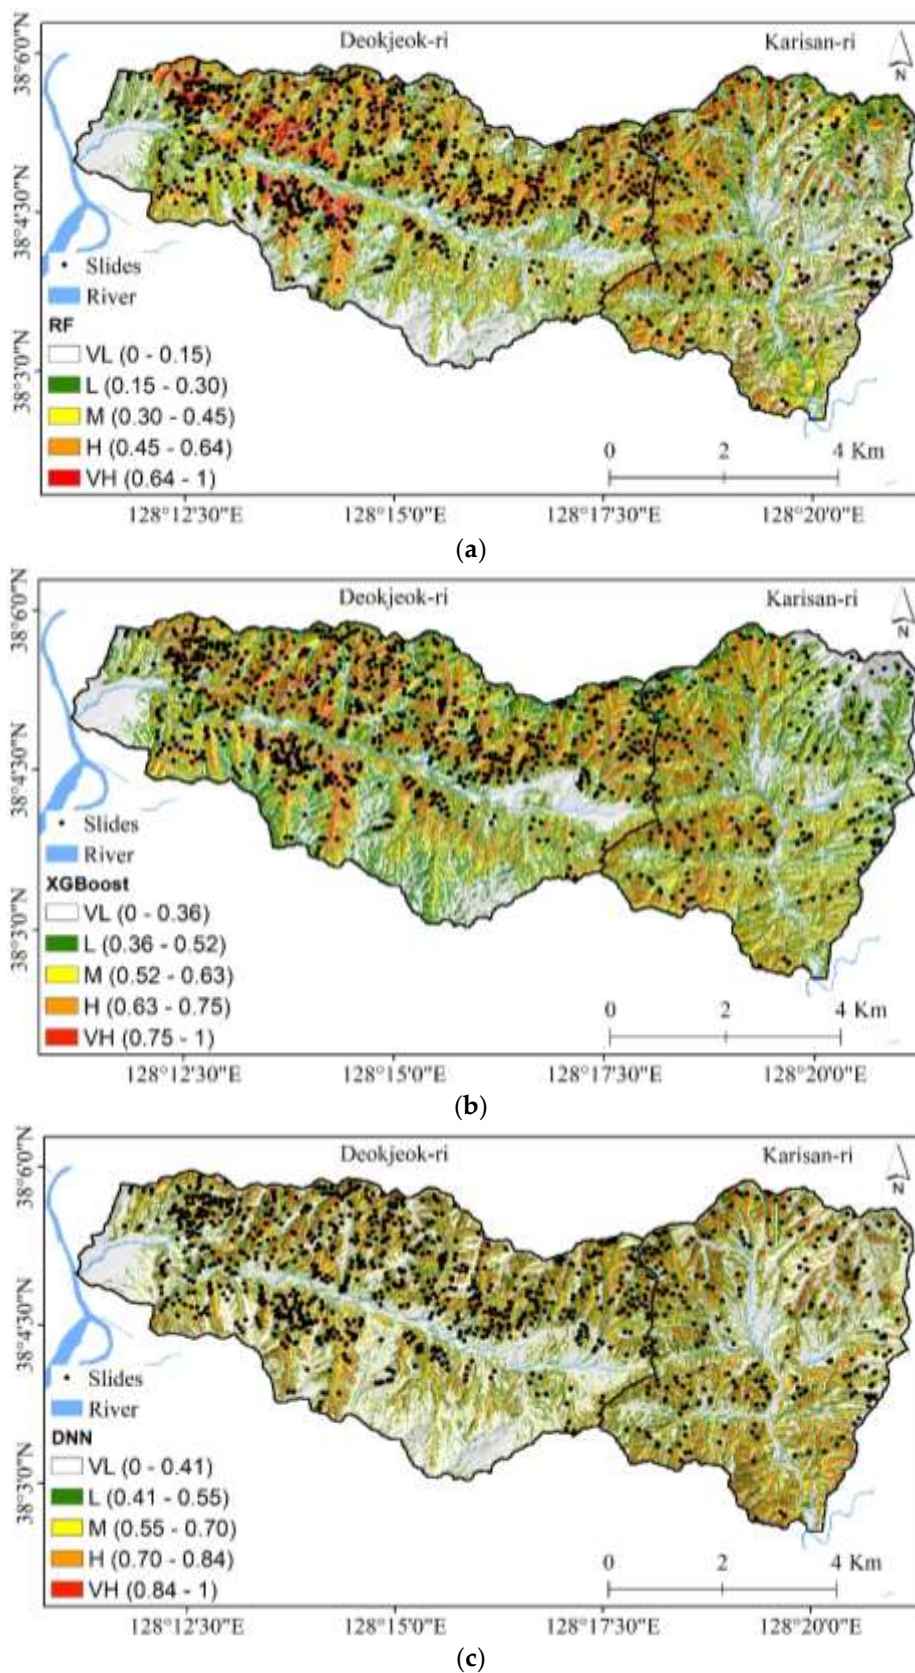 Deokjeok-ri Karisan-ri
38°6'0"N
N
38°4'30"N
Slides
River
RF
VL (0 - 0.15)
38°3'0"N
L (0.15 - 0.30)
M (0.30 - 0.45)
H (0.45 - 0.64)
0 2 4 Km
VH (0.64 - 1)
128°12'30"E 128°15'0"E 128°17'30"E 128°20'0"E
(a)
Deokjeok-ri Karisan-ri
38°6'0"N
N
38°4'30"N
Slides
River
XGBoost
VL (0 - 0.36)
38°3'0"N
L (0.36 - 0.52)
M (0.52 - 0.63)
H (0.63 - 0.75)
0 2 4 Km
VH (0.75 - 1)
128°12'30"E 128°15'0"E 128°17'30"E 128°20'0"E
(b)
Deokjeok-ri Karisan-ri
38°6'0"N
N
38°4'30"N
Slides
River
DNN
VL (0 - 0.41)
38°3'0"N
L (0.41 - 0.55)
M (0.55 - 0.70)
H (0.70 - 0.84)
0 2 4 Km
VH (0.84 - 1)
128°12'30"E 128°15'0"E 128°17'30"E 128°20'0"E
(c)